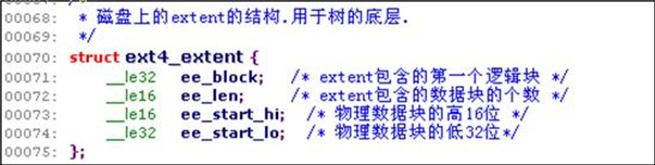 00068:  * 磁盘上的extent的结构.用于树的底层.
00069:  */
00070: struct ext4_extent {
00071:     __le32  ee_block;   /* extent包含的第一个逻辑块 */
00072:     __le16  ee_len;     /* extent包含的数据块的个数 */
00073:     __le16  ee_start_hi; /* 物理数据块的高16位 */
00074:     __le32  ee_start_lo; /* 物理数据块的低32位*/
00075: };